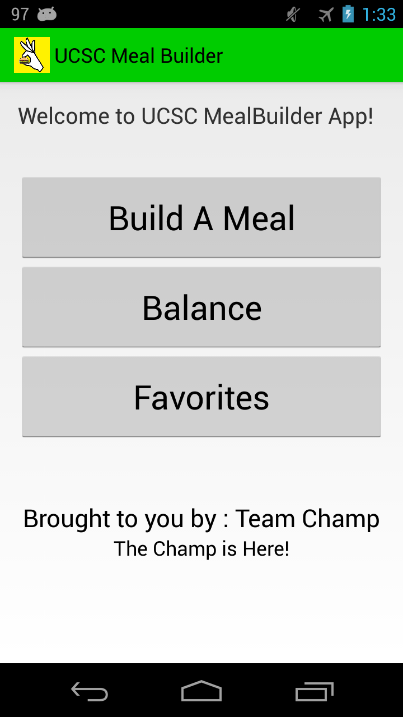 97 1:33
UCSC Meal Builder
Welcome to UCSC MealBuilder App!
Build A Meal
Balance
Favorites
Brought to you by : Team Champ
The Champ is Here!